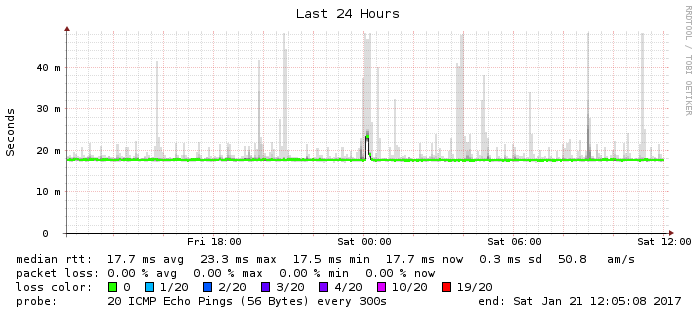 Last 24 Hours
RRDTOOL / TOBI OETIKER
Seconds
40 m
30 m
20 m
10 m
0
Fri 18:00 Sat 00:00 Sat 06:00 Sat 12:00
median rtt: 17.7 ms avg 23.3 ms max 17.5 ms min 17.7 ms now 0.3 ms sd 50.8 am/s
packet loss: 0.00 % avg 0.00 % max 0.00 % min 0.00 % now
loss color: 0 1/20 2/20 3/20 4/20 10/20 19/20
probe: 20 ICMP Echo Pings (56 Bytes) every 300s end: Sat Jan 21 12:05:08 2017